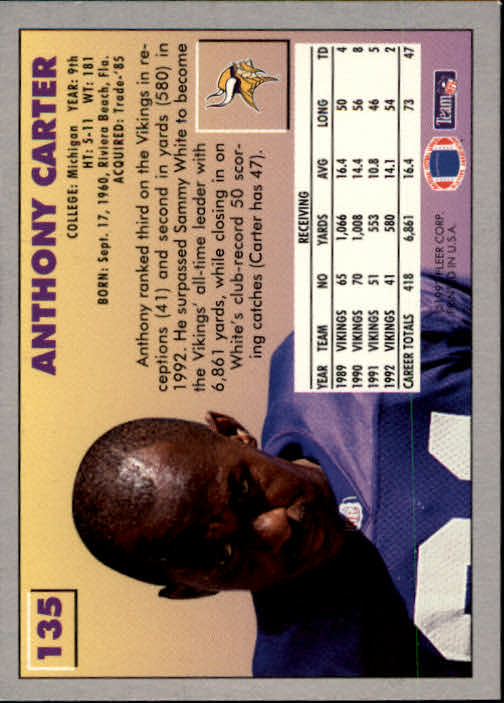 135
ANTHONY CARTER
COLLEGE: Michigan YEAR: 9th
HT: 5-11 WT: 181
BORN: Sept. 17, 1960, Riviera Beach, Fla.
ACQUIRED: Trade-'85
Anthony ranked third on the Vikings in re-
ceptions (41) and second in yards (580) in
1992. He surpassed Sammy White to become
the Vikings' all-time leader with
6,861 yards, while closing in on
White's club-record 50 scor-
ing catches (Carter has 47).
RECEIVING
YEAR TEAM NO YARDS AVG LONG TD
1989 VIKINGS 65 1,066 16.4 50 4
1990 VIKINGS 70 1,008 14.4 56 8
1991 VIKINGS 51 553 10.8 46 5
1992 VIKINGS 41 580 14.1 54 2
CAREER TOTALS 418 6,861 16.4 73 47
FLEER CORP.
PRINTED IN U.S.A.
Team NFL